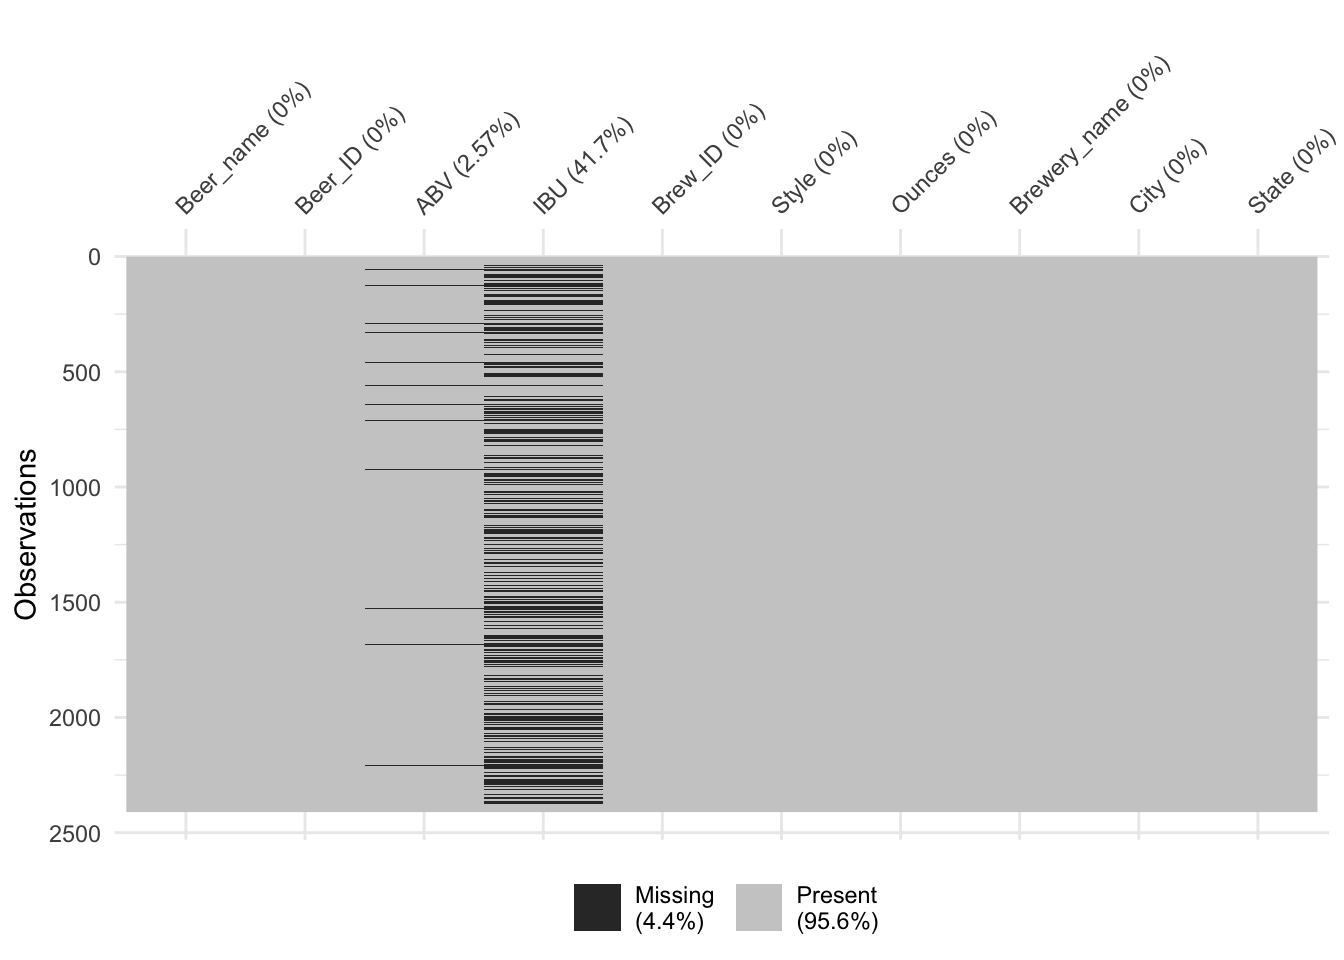 Beer_name (0%)
Beer_ID (0%)
ABV (2.57%)
IBU (41.7%)
Brew_ID (0%)
Style (0%)
Ounces (0%)
Brewery_name (0%)
City (0%)
State (0%)
0
500
1000
1500
2000
2500
Observations
Missing
(4.4%)
Present
(95.6%)